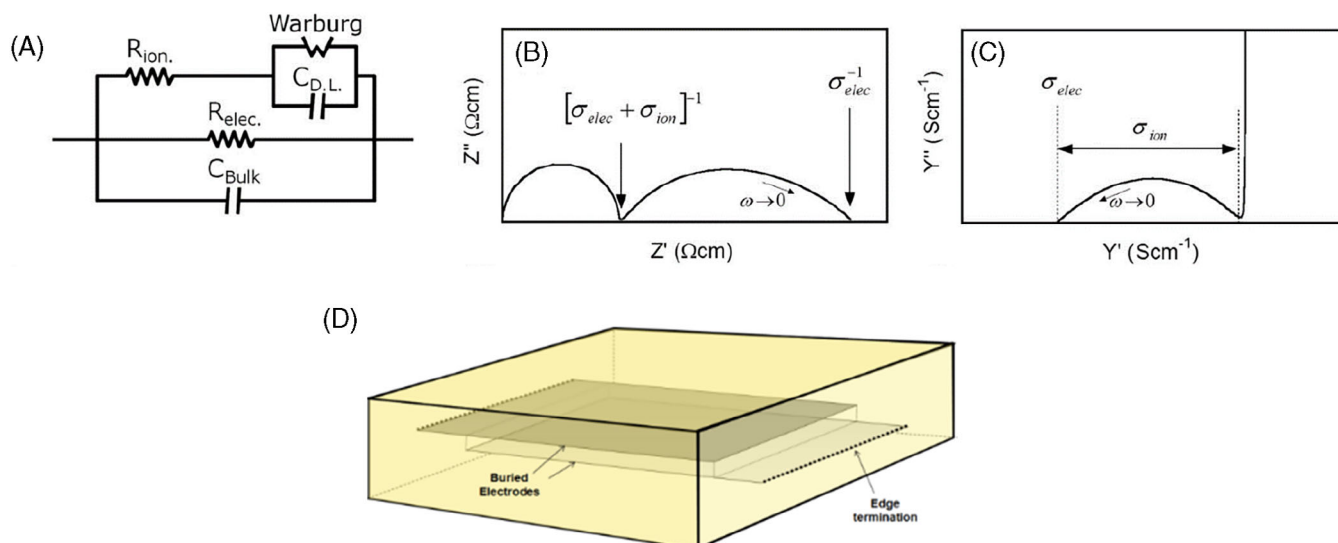 (A)
Warburg
R_ion.
C_D.L.
R_elec.
C_Bulk
(B)
Z'' (Ωcm)
[σ_elec + σ_ion]^-1
σ_elec^-1
ω→0
Z' (Ωcm)
(C)
Y'' (Scm^-1)
σ_elec
σ_ion
ω→0
Y' (Scm^-1)
(D)
Buried
Electrodes
Edge
termination